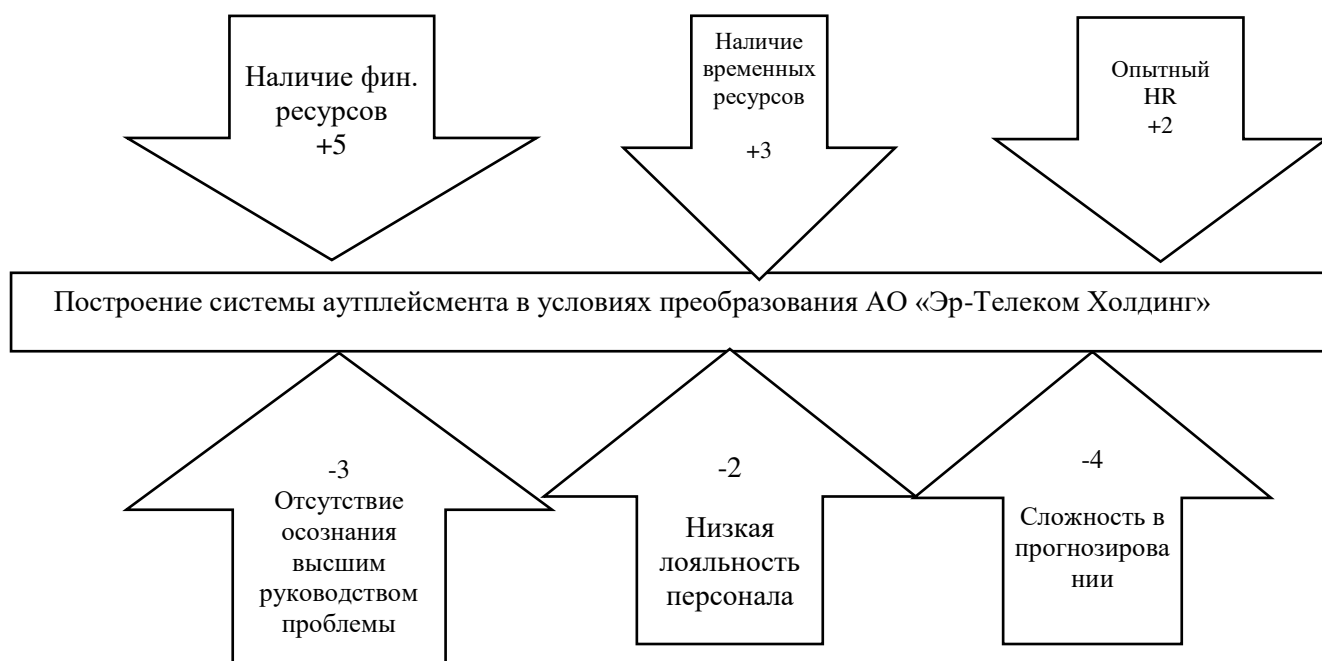 Наличие фин.
ресурсов
+5
Наличие
временных
ресурсов
+3
Опытный
HR
+2
Построение системы аутплейсмента в условиях преобразования АО «Эр-Телеком Холдинг»
-3
Отсутствие
осознания
высшим
руководством
проблемы
-2
Низкая
лояльность
персонала
-4
Сложность в
прогнозирова
нии